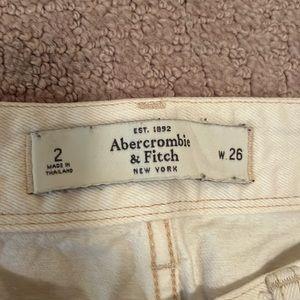 EST. 1892
2
Abercrombie
& Fitch
W. 26
MADE IN
THAILAND
NEW YORK